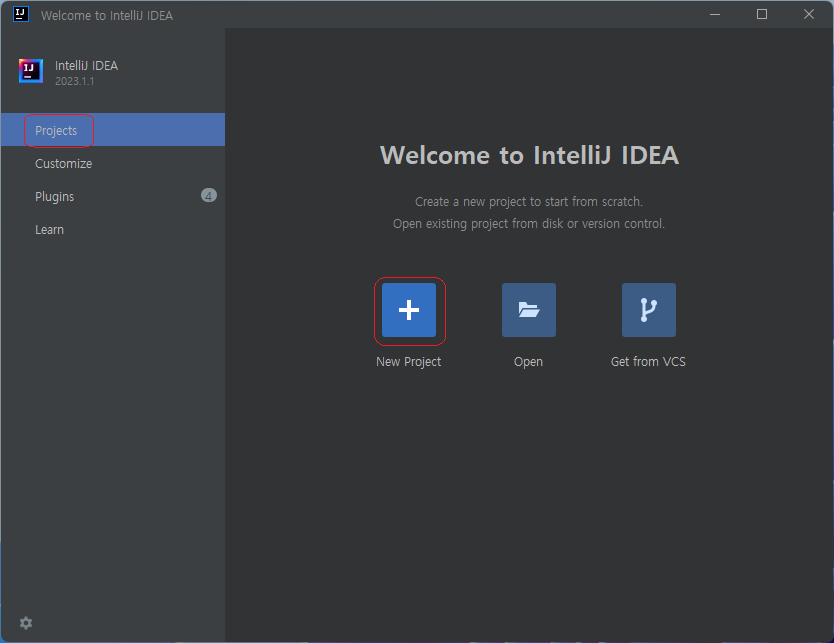 Welcome to IntelliJ IDEA
IntelliJ IDEA
2023.1.1
Projects
Customize
Plugins
4
Learn
Welcome to IntelliJ IDEA
Create a new project to start from scratch.
Open existing project from disk or version control.
New Project
Open
Get from VCS